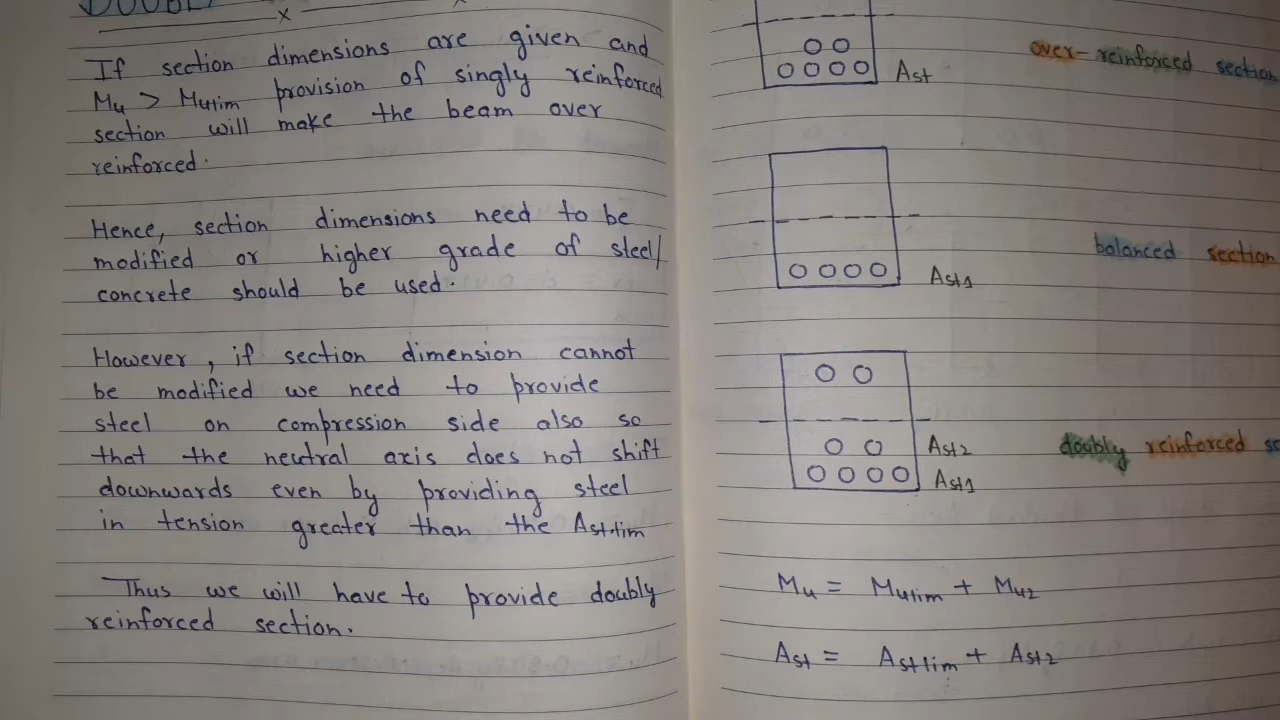 If section dimensions are given and
Mu > Mulim provision of singly reinforced
section will make the beam over
reinforced.
Hence, section dimensions need to be
modified or higher grade of steel/
concrete should be used.
However, if section dimension cannot
be modified we need to provide
steel on compression side also so
that the neutral axis does not shift
downwards even by providing steel
in tension greater than the Astlim
Thus we will have to provide doubly
reinforced section.
Ast
over-reinforced section
Ast1
balanced section
Ast2
Ast1
doubly reinforced
Mu = Mulim + Mu2
Ast = Astlim + Ast2